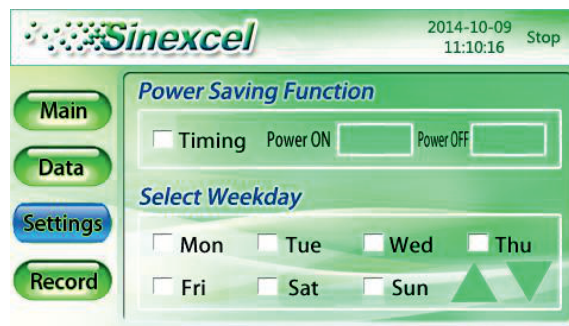 Sinexcel
2014-10-09
11:10:16
Stop
Main
Data
Settings
Record
Power Saving Function
Timing Power ON Power OFF
Select Weekday
Mon Tue Wed Thu
Fri Sat Sun